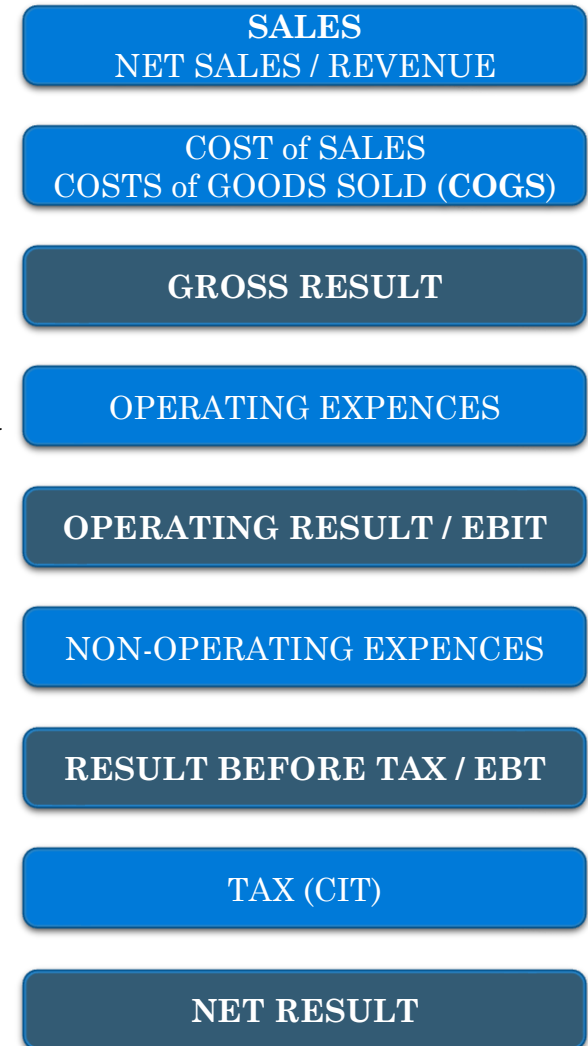 SALES
NET SALES / REVENUE
COST of SALES
COSTS of GOODS SOLD (COGS)
GROSS RESULT
OPERATING EXPENCES
OPERATING RESULT / EBIT
NON-OPERATING EXPENCES
RESULT BEFORE TAX / EBT
TAX (CIT)
NET RESULT